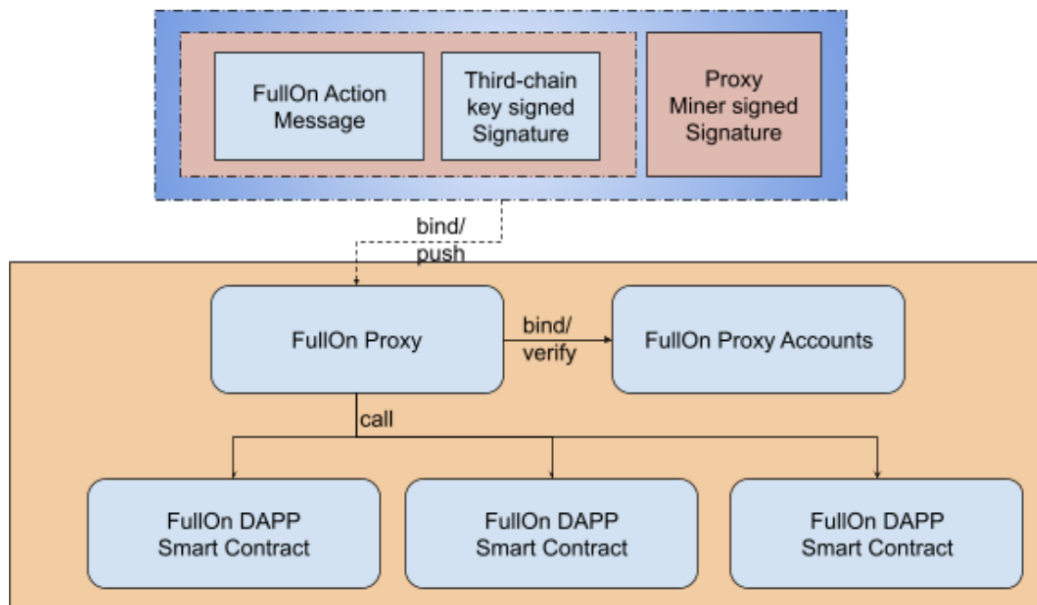 FullOn Action
Message
Third-chain
key signed
Signature
Proxy
Miner signed
Signature
bind/
push
FullOn Proxy
bind/
verify
FullOn Proxy Accounts
call
FullOn DAPP
Smart Contract
FullOn DAPP
Smart Contract
FullOn DAPP
Smart Contract